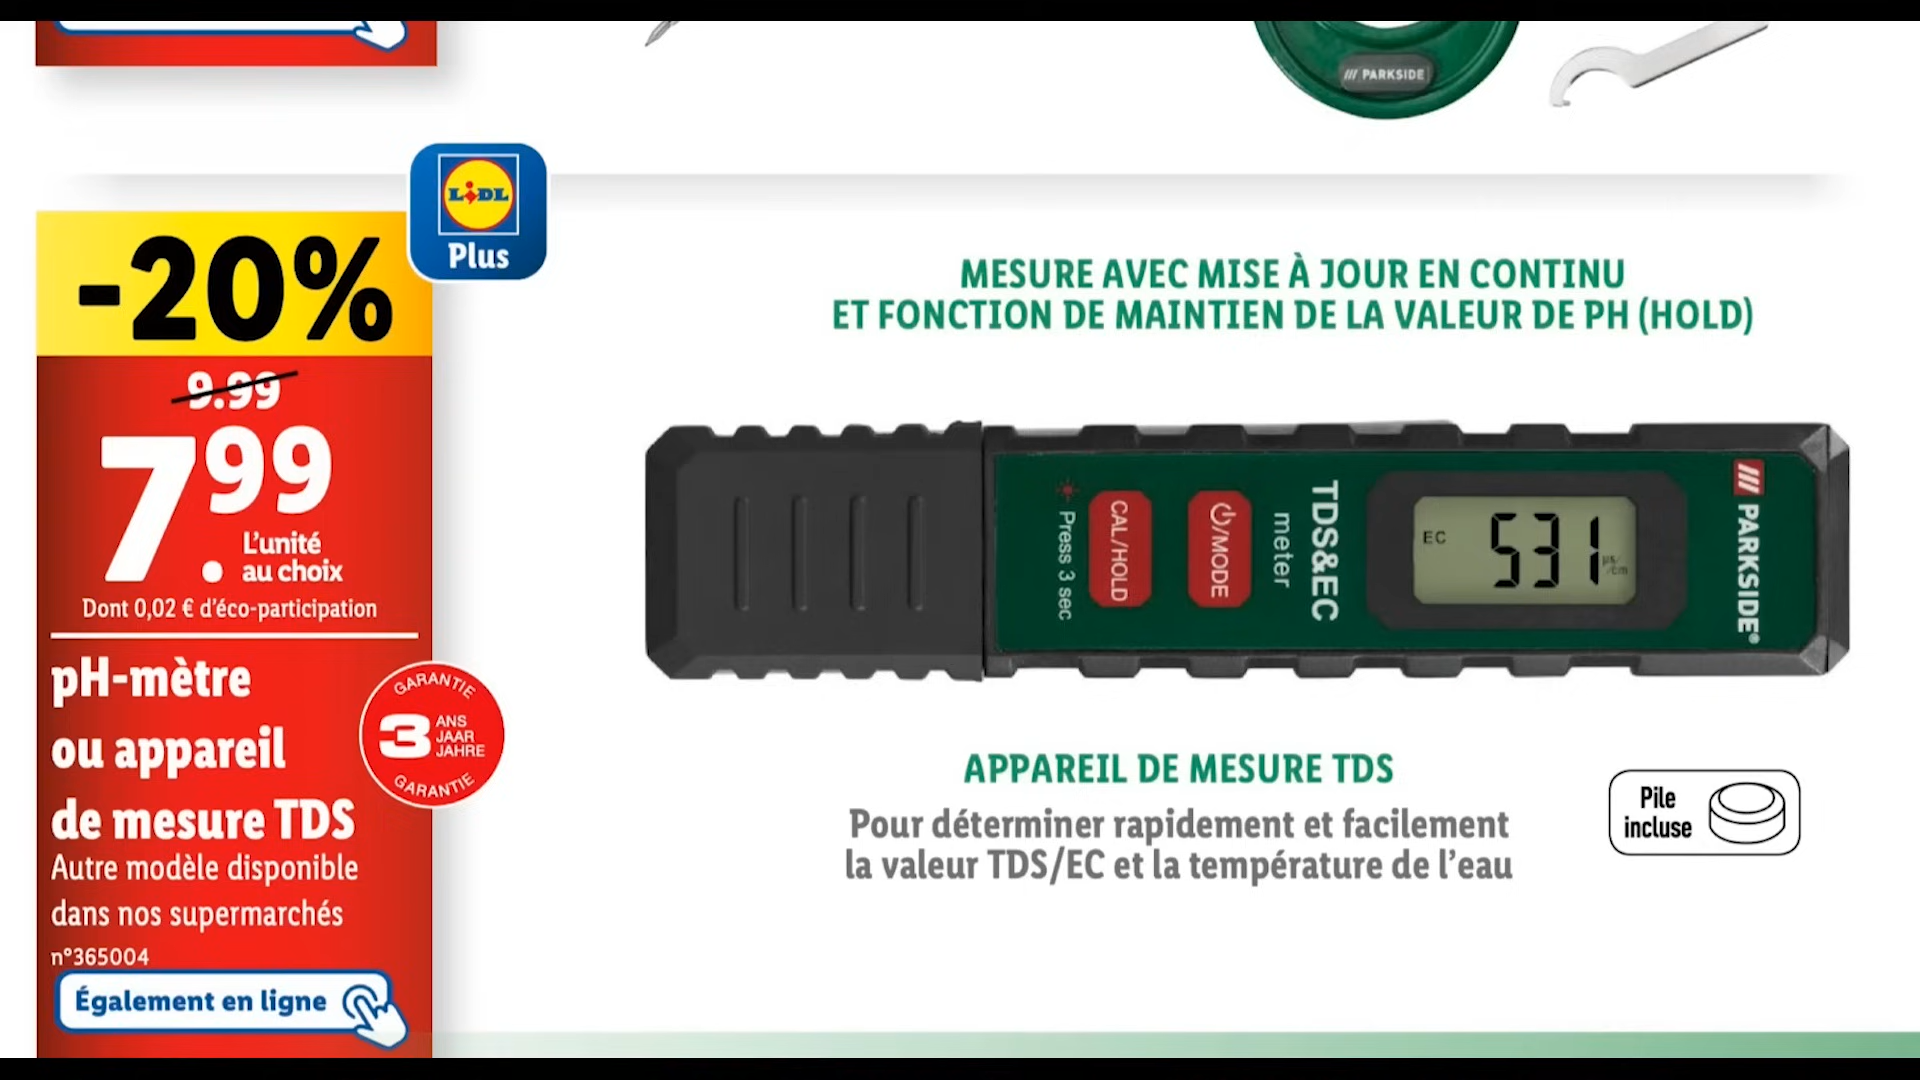 /// PARKSIDE
LIDL
Plus
-20%
9.99
7.99
L'unité
au choix
Dont 0,02 € d'éco-participation
pH-mètre
ou appareil
de mesure TDS
Autre modèle disponible
dans nos supermarchés
n°365004
Également en ligne
GARANTIE
3 ANS
JAAR
JAHRE
GARANTIE
MESURE AVEC MISE À JOUR EN CONTINU
ET FONCTION DE MAINTIEN DE LA VALEUR DE PH (HOLD)
Press 3 sec
CAL/HOLD
/MODE
meter
TDS&EC
EC 531 µs/cm
/// PARKSIDE®
APPAREIL DE MESURE TDS
Pour déterminer rapidement et facilement
la valeur TDS/EC et la température de l'eau
Pile
incluse